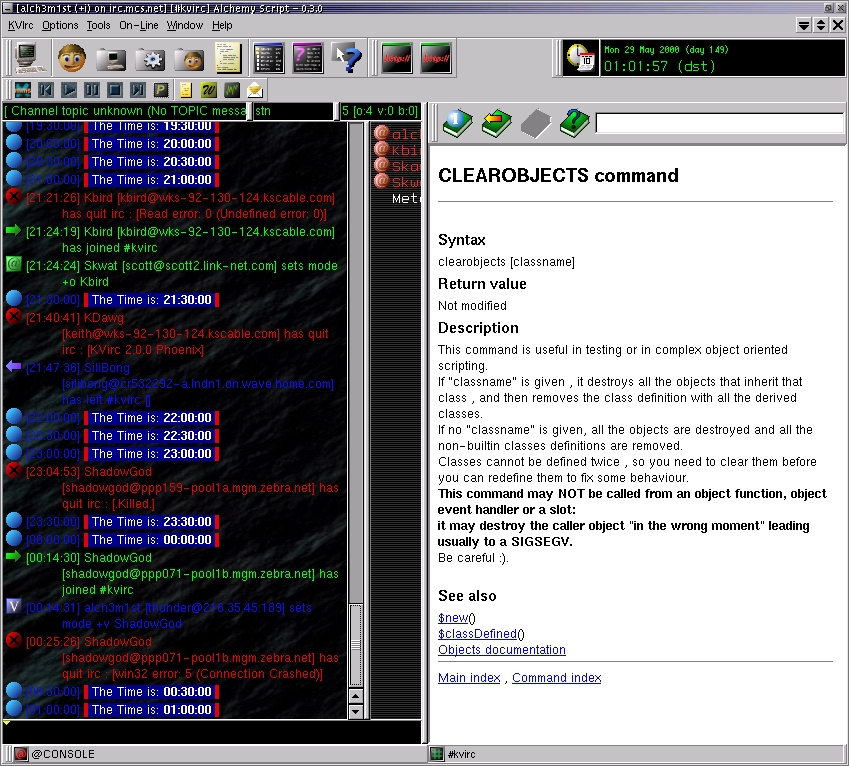 [alch3m1st (+i) on irc.mcs.net] [#kvirc] Alchemy Script - 0.3.0
KVIrc Options Tools On-Line Window Help
Mon 29 May 2000 (day 149)
01:01:57 (dst)
[ Channel topic unknown (No TOPIC messa
stn
5 [o:4 v:0 b:0]
[19:30:00] The Time is: 19:30:00
[20:00:00] The Time is: 20:00:00
[20:30:00] The Time is: 20:30:00
[21:00:00] The Time is: 21:00:00
[21:21:26] Kbird [kbird@wks-92-130-124.kscable.com]
has quit irc : [Read error: 0 (Undefined error: 0)]
[21:24:19] Kbird [kbird@wks-92-130-124.kscable.com]
has joined #kvirc
[21:24:24] Skwat [scott@scott2.link-net.com] sets mode
+o Kbird
[21:30:00] The Time is: 21:30:00
[21:40:41] KDawg
[keith@wks-92-130-124.kscable.com] has quit
irc : [KVirc 2.0.0 Phoenix]
[21:47:36] SiliBong
[silibong@cr532292-a.lndn1.on.wave.home.com]
has left #kvirc []
[22:00:00] The Time is: 22:00:00
[22:30:00] The Time is: 22:30:00
[23:00:00] The Time is: 23:00:00
[23:04:53] ShadowGod
[shadowgod@ppp159-pool1a.mgm.zebra.net] has
quit irc : [.Killed.]
[23:30:00] The Time is: 23:30:00
[00:00:00] The Time is: 00:00:00
[00:14:30] ShadowGod
[shadowgod@ppp071-pool1b.mgm.zebra.net] has
joined #kvirc
[00:14:31] alch3m1st [thunder@216.35.45.189] sets
mode +v ShadowGod
[00:25:26] ShadowGod
[shadowgod@ppp071-pool1b.mgm.zebra.net] has
quit irc : [win32 error: 5 (Connection Crashed)]
[00:30:00] The Time is: 00:30:00
[01:00:00] The Time is: 01:00:00
alc
Kbi
Ska
Skw
Met
CLEAROBJECTS command
Syntax
clearobjects [classname]
Return value
Not modified
Description
This command is useful in testing or in complex object oriented
scripting.
If "classname" is given , it destroys all the objects that inherit that
class , and then removes the class definition with all the derived
classes.
If no "classname" is given, all the objects are destroyed and all the
non-builtin classes definitions are removed.
Classes cannot be defined twice , so you need to clear them before
you can redefine them to fix some behaviour.
This command may NOT be called from an object function, object
event handler or a slot:
it may destroy the caller object "in the wrong moment" leading
usually to a SIGSEGV.
Be careful :).
See also
$new()
$classDefined()
Objects documentation
Main index , Command index
@CONSOLE
#kvirc